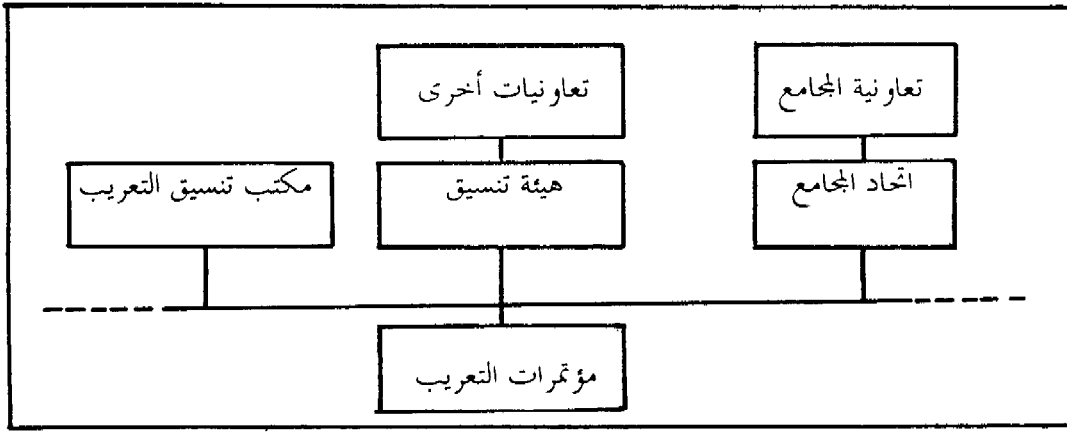 تعاونية المجامع
تعاونيات أخرى
اتحاد المجامع
هيئة تنسيق
مكتب تنسيق التعريب
مؤتمرات التعريب